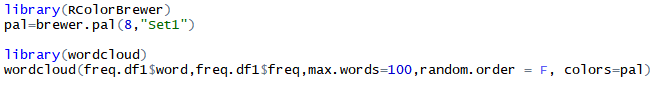 library(RColorBrewer)
pal=brewer.pal(8,"Set1")
library(wordcloud)
wordcloud(freq.df1$word,freq.df1$freq,max.words=100,random.order = F, colors=pal)